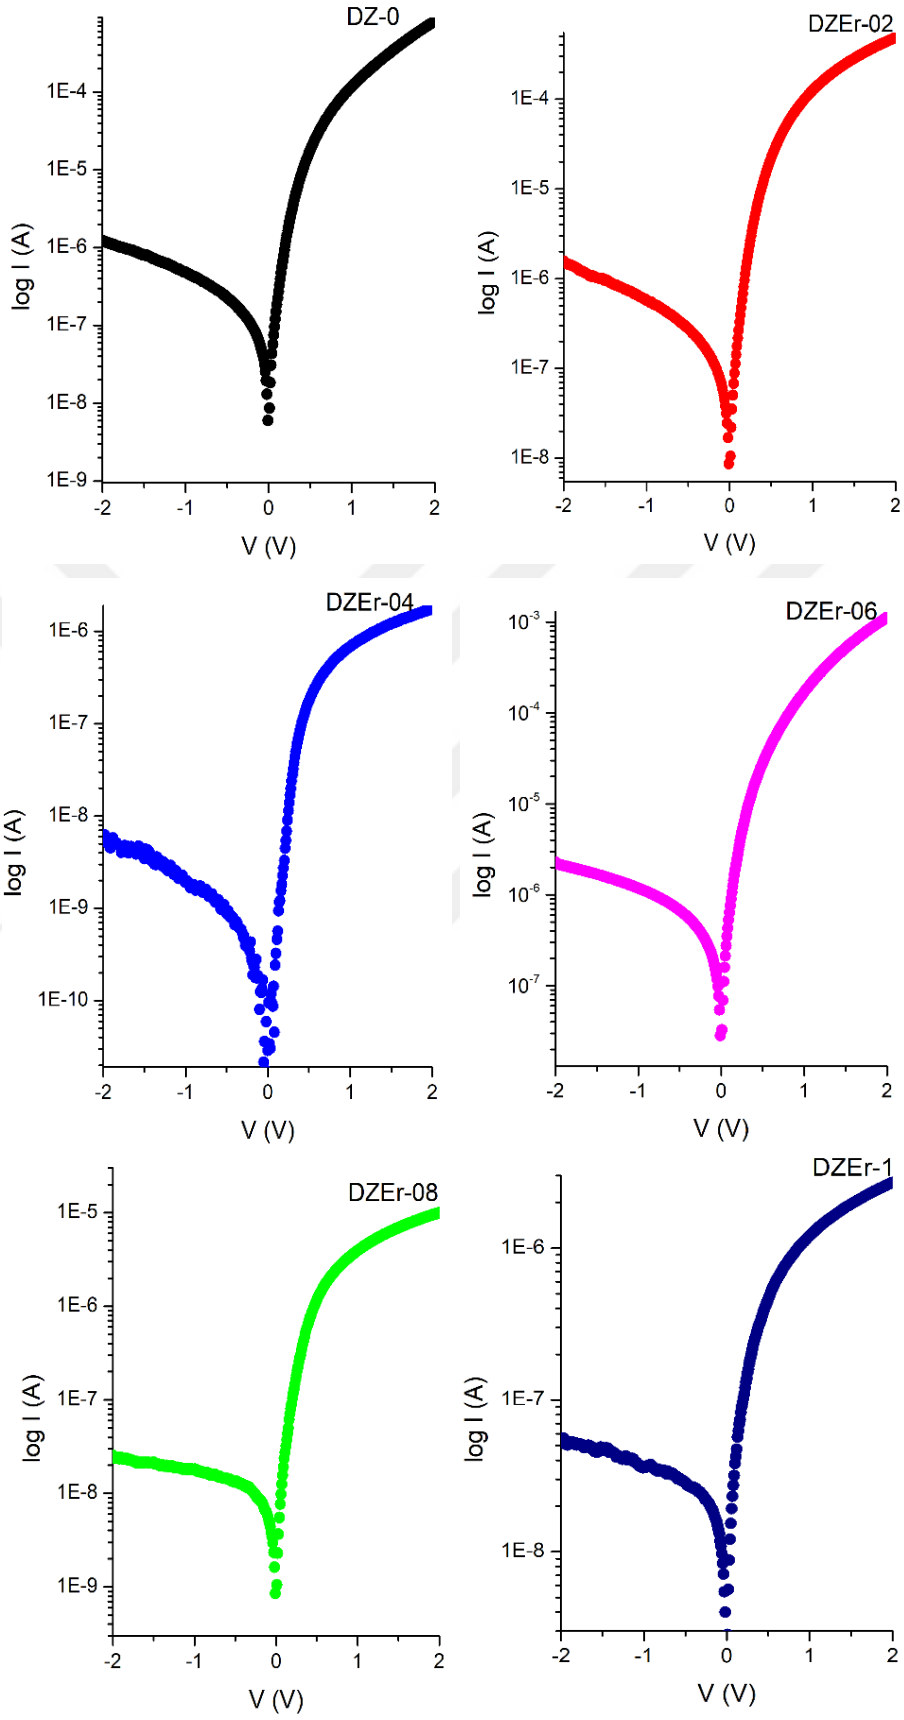 DZ-0
1E-4
1E-5
1E-6
1E-7
1E-8
1E-9
log I (A)
-2 -1 0 1 2
V (V)
DZEr-02
1E-4
1E-5
1E-6
1E-7
1E-8
log I (A)
-2 -1 0 1 2
V (V)
DZEr-04
1E-6
1E-7
1E-8
1E-9
1E-10
log I (A)
-2 -1 0 1 2
V (V)
DZEr-06
10-3
10-4
10-5
10-6
10-7
log I (A)
-2 -1 0 1 2
V (V)
DZEr-08
1E-5
1E-6
1E-7
1E-8
1E-9
log I (A)
-2 -1 0 1 2
V (V)
DZEr-1
1E-6
1E-7
1E-8
log I (A)
-2 -1 0 1 2
V (V)